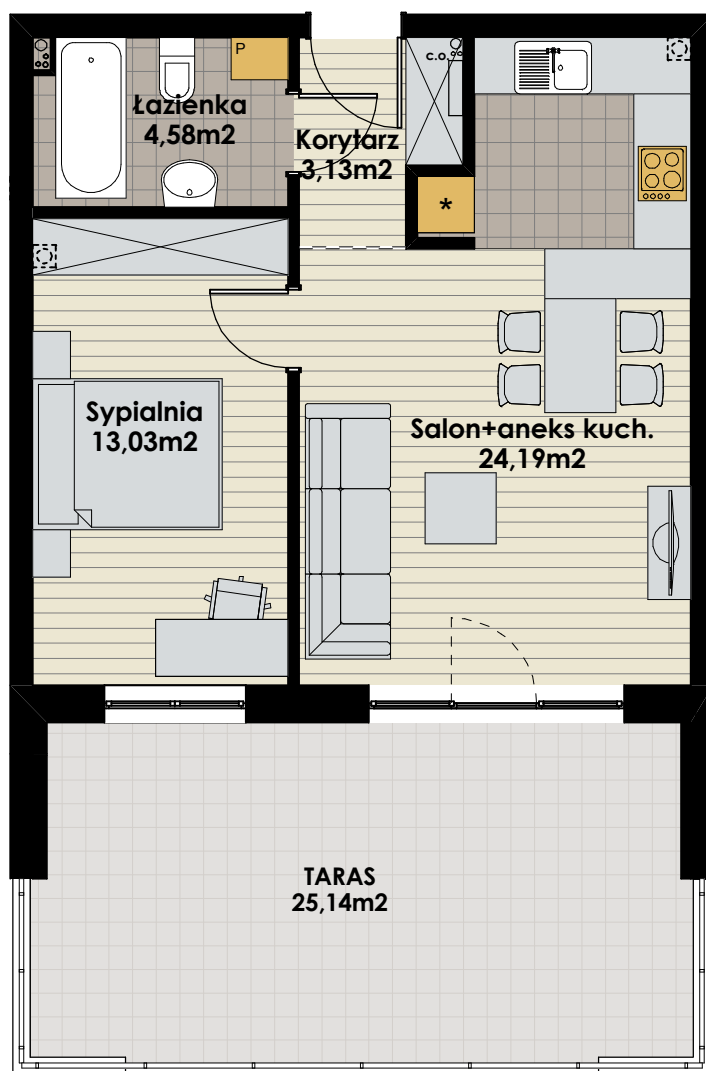 P
c.o.
Łazienka
4,58m2
Korytarz
3,13m2
*
Sypialnia
13,03m2
Salon+aneks kuch.
24,19m2
TARAS
25,14m2